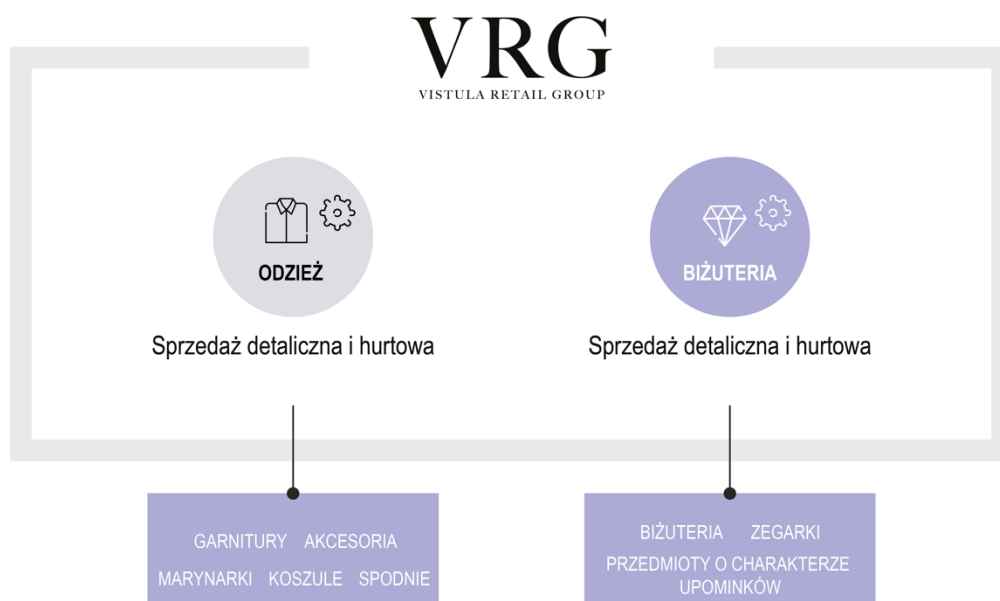 VRG
VISTULA RETAIL GROUP
ODZIEŻ
Sprzedaż detaliczna i hurtowa
BIŻUTERIA
Sprzedaż detaliczna i hurtowa
GARNITURY AKCESORIA
MARYNARKI KOSZULE SPODNIE
BIŻUTERIA ZEGARKI
PRZEDMIOTY O CHARAKTERZE
UPOMINKÓW